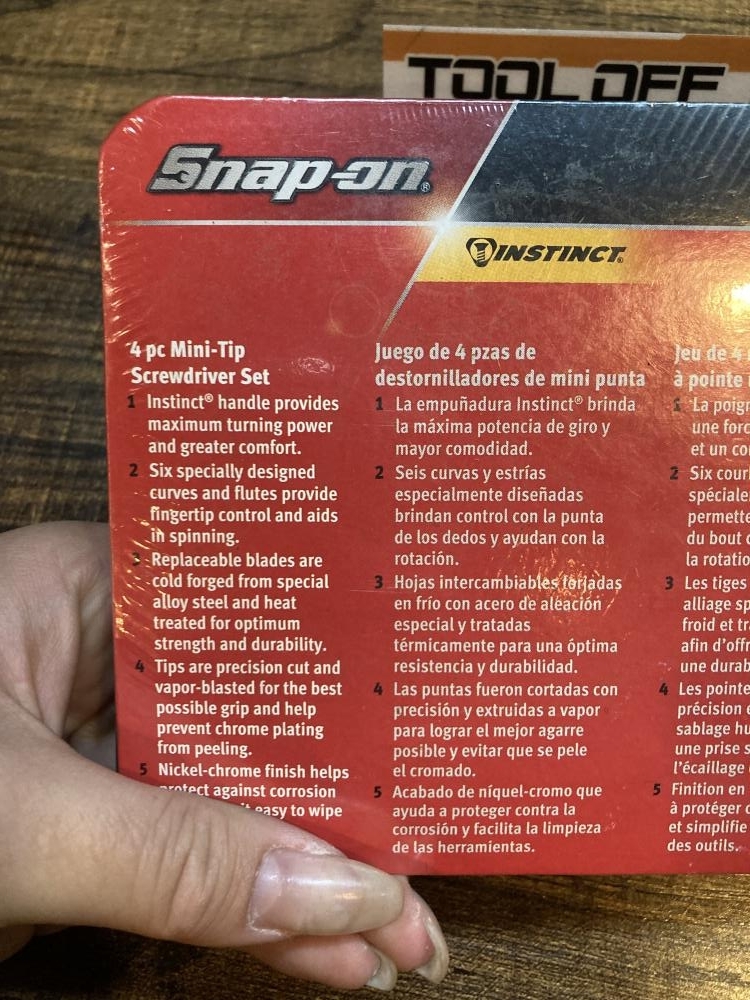 TOOL OFF
Snap-on®
INSTINCT®
4 pc Mini-Tip
Screwdriver Set
1 Instinct® handle provides
maximum turning power
and greater comfort.
2 Six specially designed
curves and flutes provide
fingertip control and aids
in spinning.
3 Replaceable blades are
cold forged from special
alloy steel and heat
treated for optimum
strength and durability.
4 Tips are precision cut and
vapor-blasted for the best
possible grip and help
prevent chrome plating
from peeling.
5 Nickel-chrome finish helps
protect against corrosion
it easy to wipe
Juego de 4 pzas de
destornilladores de mini punta
1 La empuñadura Instinct® brinda
la máxima potencia de giro y
mayor comodidad.
2 Seis curvas y estrías
especialmente diseñadas
brindan control con la punta
de los dedos y ayudan con la
rotación.
3 Hojas intercambiables forjadas
en frío con acero de aleación
especial y tratadas
térmicamente para una óptima
resistencia y durabilidad.
4 Las puntas fueron cortadas con
precisión y extruidas a vapor
para lograr el mejor agarre
posible y evitar que se pele
el cromado.
5 Acabado de níquel-cromo que
ayuda a proteger contra la
corrosión y facilita la limpieza
de las herramientas.
Jeu de 4
à pointe
1 La
une
et un
2 Six
permette
du bout
la
3 Les tiges
alliage
froid et
afin d'offr
une
4 Les
précision
sablage
une prise
l'écaillage
5 Finition en
à protéger
et simplifie
des outils.